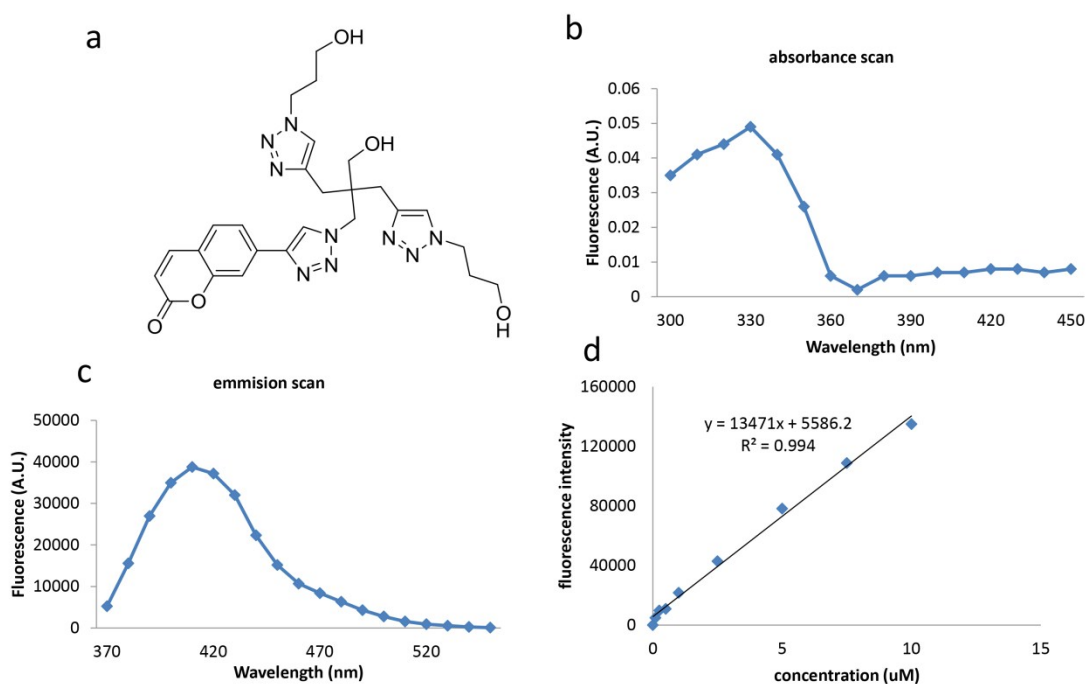 a
OH
N
N
N
OH
N
N
N
N
N
N
O
O
O
H
b
absorbance scan
Fluorescence (A.U.)
0.06
0.05
0.04
0.03
0.02
0.01
0
300 330 360 390 420 450
Wavelength (nm)
c
emmision scan
Fluorescence (A.U.)
50000
40000
30000
20000
10000
0
370 420 470 520
Wavelength (nm)
d
fluorescence intensity
160000
120000
80000
40000
0
y = 13471x + 5586.2
R² = 0.994
0 5 10 15
concentration (uM)